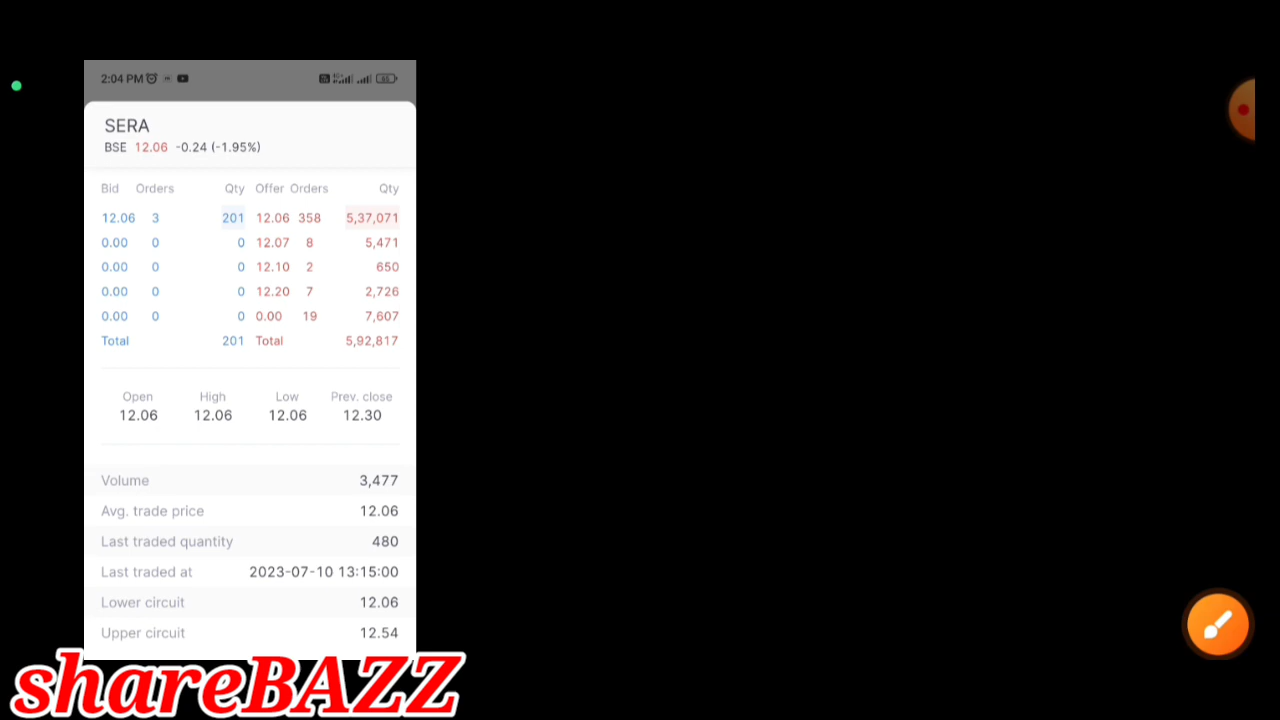 2:04 PM
SERA
BSE 12.06 -0.24 (-1.95%)
Bid Orders Qty Offer Orders Qty
12.06 3 201 12.06 358 5,37,071
0.00 0 0 12.07 8 5,471
0.00 0 0 12.10 2 650
0.00 0 0 12.20 7 2,726
0.00 0 0 0.00 19 7,607
Total 201 Total 5,92,817
Open High Low Prev. close
12.06 12.06 12.06 12.30
Volume 3,477
Avg. trade price 12.06
Last traded quantity 480
Last traded at 2023-07-10 13:15:00
Lower circuit 12.06
Upper circuit 12.54
shareBAZZ